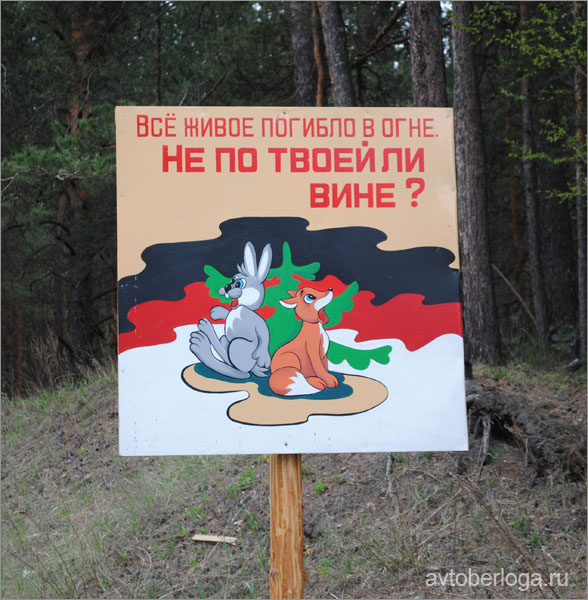 ВСЁ ЖИВОЕ ПОГИБЛО В ОГНЕ.
НЕ ПО ТВОЕЙ ЛИ
ВИНЕ?
avtoberloga.ru